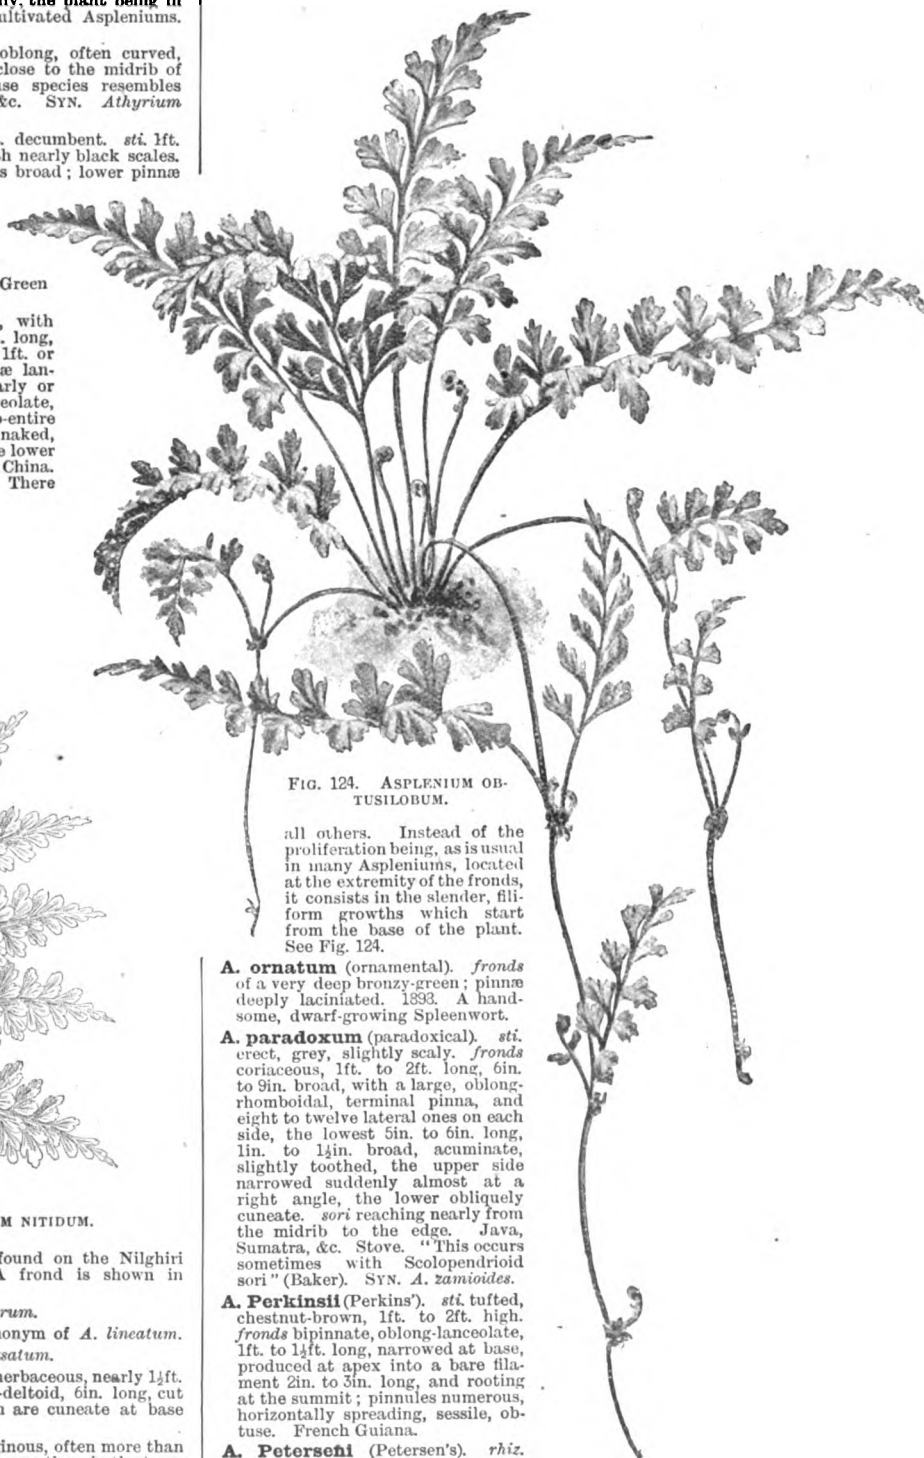 ultivated Aspleniums.
oblong, often curved,
close to the midrib of
use species resembles
&c. SYN. Athyrium
. decumbent. sti. 1ft.
h nearly black scales.
s broad; lower pinnæ
Green
, with
. long,
1ft. or
æ lan-
arly or
eolate,
-entire
naked,
e lower
China.
There
M NITIDUM.
found on the Nilghiri
A frond is shown in
rum.
onym of A. lineatum.
satum.
herbaceous, nearly 1½ft.
-deltoid, 6in. long, cut
h are cuneate at base
inous, often more than
FIG. 124. ASPLENIUM OB-
TUSILOBUM.
all others. Instead of the
proliferation being, as is usual
in many Aspleniums, located
at the extremity of the fronds,
it consists in the slender, fili-
form growths which start
from the base of the plant.
See Fig. 124.
A. ornatum (ornamental). fronds
of a very deep bronzy-green; pinnæ
deeply laciniated. 1893. A hand-
some, dwarf-growing Spleenwort.
A. paradoxum (paradoxical). sti.
erect, grey, slightly scaly. fronds
coriaceous, 1ft. to 2ft. long, 6in.
to 9in. broad, with a large, oblong-
rhomboidal, terminal pinna, and
eight to twelve lateral ones on each
side, the lowest 5in. to 6in. long,
1in. to 1½in. broad, acuminate,
slightly toothed, the upper side
narrowed suddenly almost at a
right angle, the lower obliquely
cuneate. sori reaching nearly from
the midrib to the edge. Java,
Sumatra, &c. Stove. "This occurs
sometimes with Scolopendrioid
sori" (Baker). SYN. A. zamioides.
A. Perkinsii (Perkins'). sti. tufted,
chestnut-brown, 1ft. to 2ft. high.
fronds bipinnate, oblong-lanceolate,
1ft. to 1½ft. long, narrowed at base,
produced at apex into a bare fila-
ment 2in. to 3in. long, and rooting
at the summit; pinnules numerous,
horizontally spreading, sessile, ob-
tuse. French Guiana.
A. Peterseni (Petersen's). rhiz.